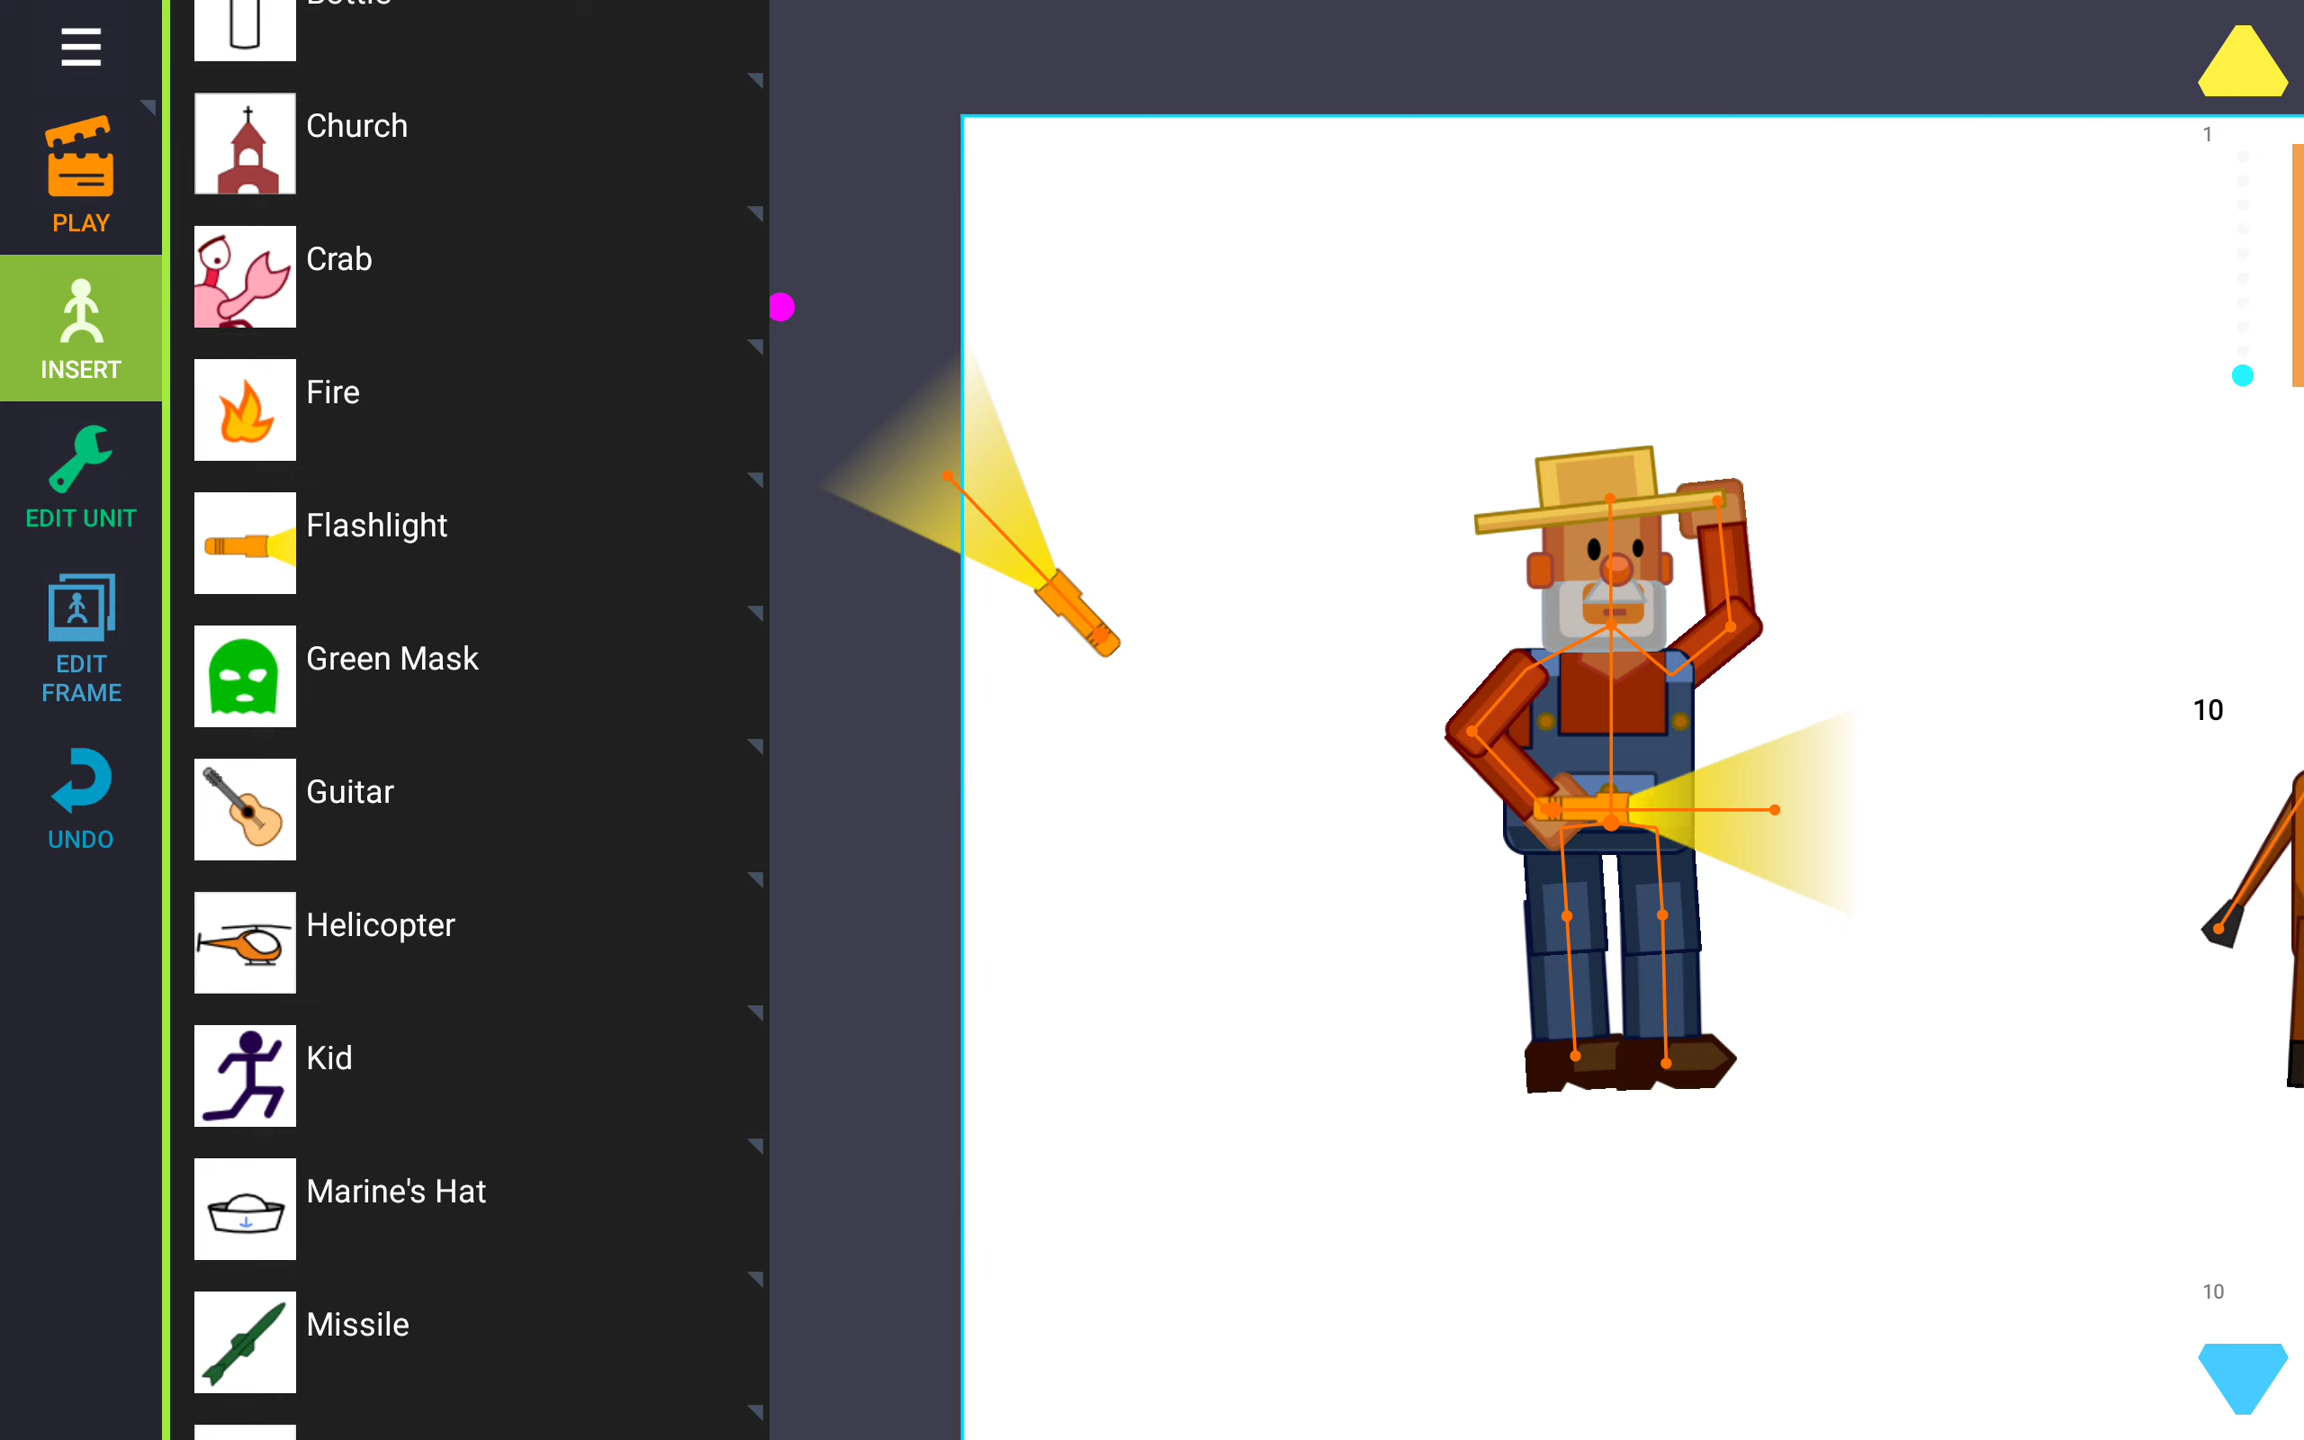 PLAY
INSERT
EDIT UNIT
EDIT
FRAME
UNDO
Bottle
Church
Crab
Fire
Flashlight
Green Mask
Guitar
Helicopter
Kid
Marine's Hat
Missile
1
10
10